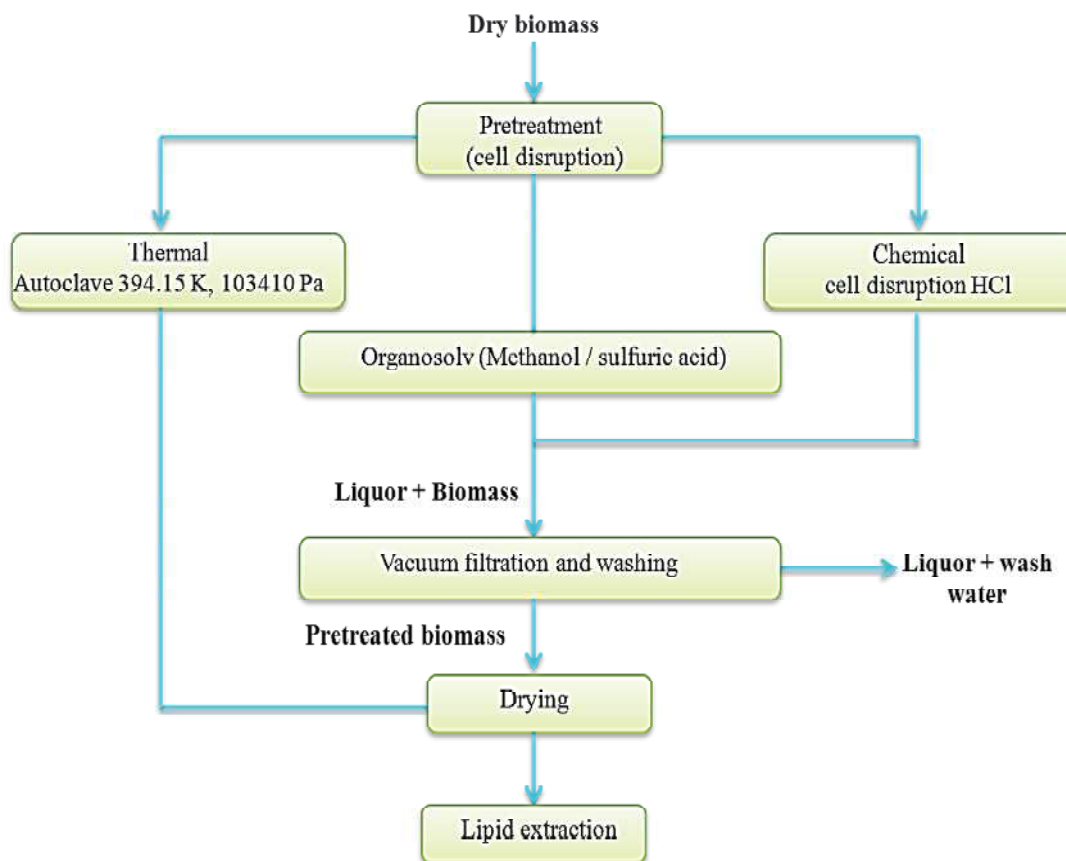 Dry biomass
Pretreatment
(cell disruption)
Thermal
Autoclave 394.15 K, 103410 Pa
Chemical
cell disruption HCl
Organosolv (Methanol / sulfuric acid)
Liquor + Biomass
Vacuum filtration and washing
Liquor + wash
water
Pretreated biomass
Drying
Lipid extraction